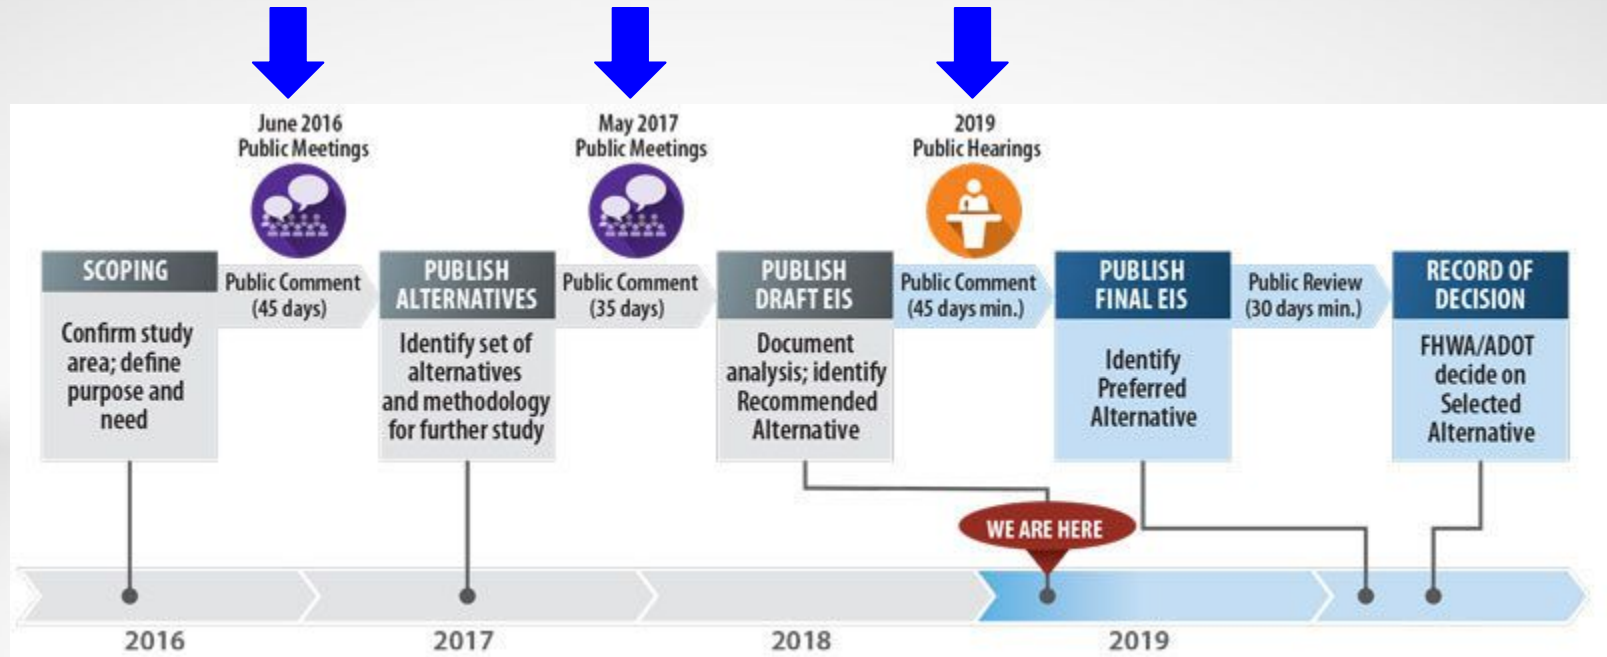 June 2016
Public Meetings
May 2017
Public Meetings
2019
Public Hearings
SCOPING
Confirm study
area; define
purpose and
need
Public Comment
(45 days)
PUBLISH
ALTERNATIVES
Identify set of
alternatives
and methodology
for further study
Public Comment
(35 days)
PUBLISH
DRAFT EIS
Document
analysis; identify
Recommended
Alternative
Public Comment
(45 days min.)
PUBLISH
FINAL EIS
Identify
Preferred
Alternative
Public Review
(30 days min.)
RECORD OF
DECISION
FHWA/ADOT
decide on
Selected
Alternative
WE ARE HERE
2016
2017
2018
2019